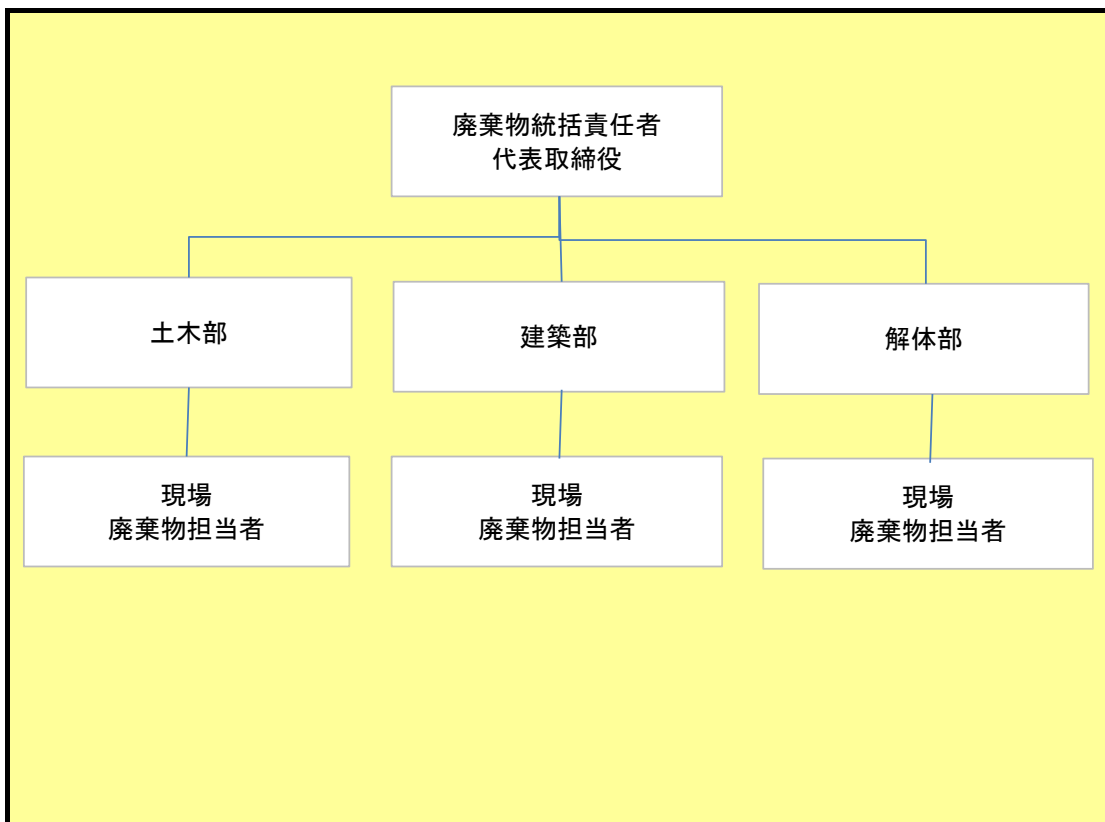 廃棄物統括責任者
代表取締役
土木部
建築部
解体部
現場
廃棄物担当者
現場
廃棄物担当者
現場
廃棄物担当者